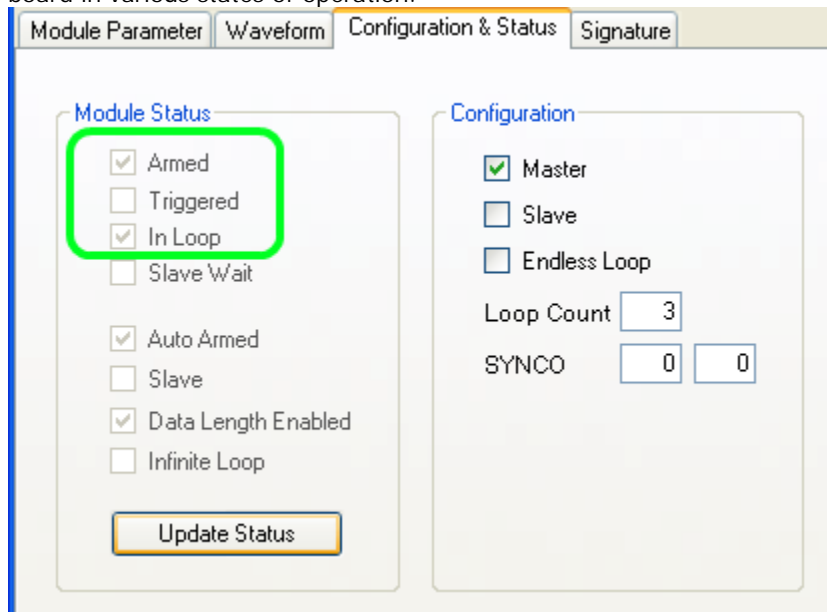 board in various states of operation.
Module Parameter Waveform Configuration & Status Signature
Module Status
Armed
Triggered
In Loop
Slave Wait
Auto Armed
Slave
Data Length Enabled
Infinite Loop
Update Status
Configuration
Master
Slave
Endless Loop
Loop Count 3
SYNCO 0 0